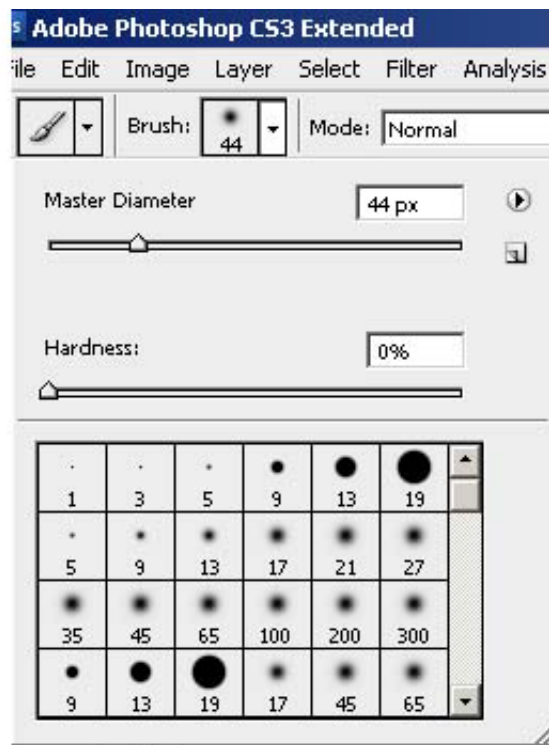 s Adobe Photoshop CS3 Extended
File Edit Image Layer Select Filter Analysis
Brush: 44 Mode: Normal
Master Diameter 44 px
Hardness: 0%
1 3 5 9 13 19
5 9 13 17 21 27
35 45 65 100 200 300
9 13 19 17 45 65